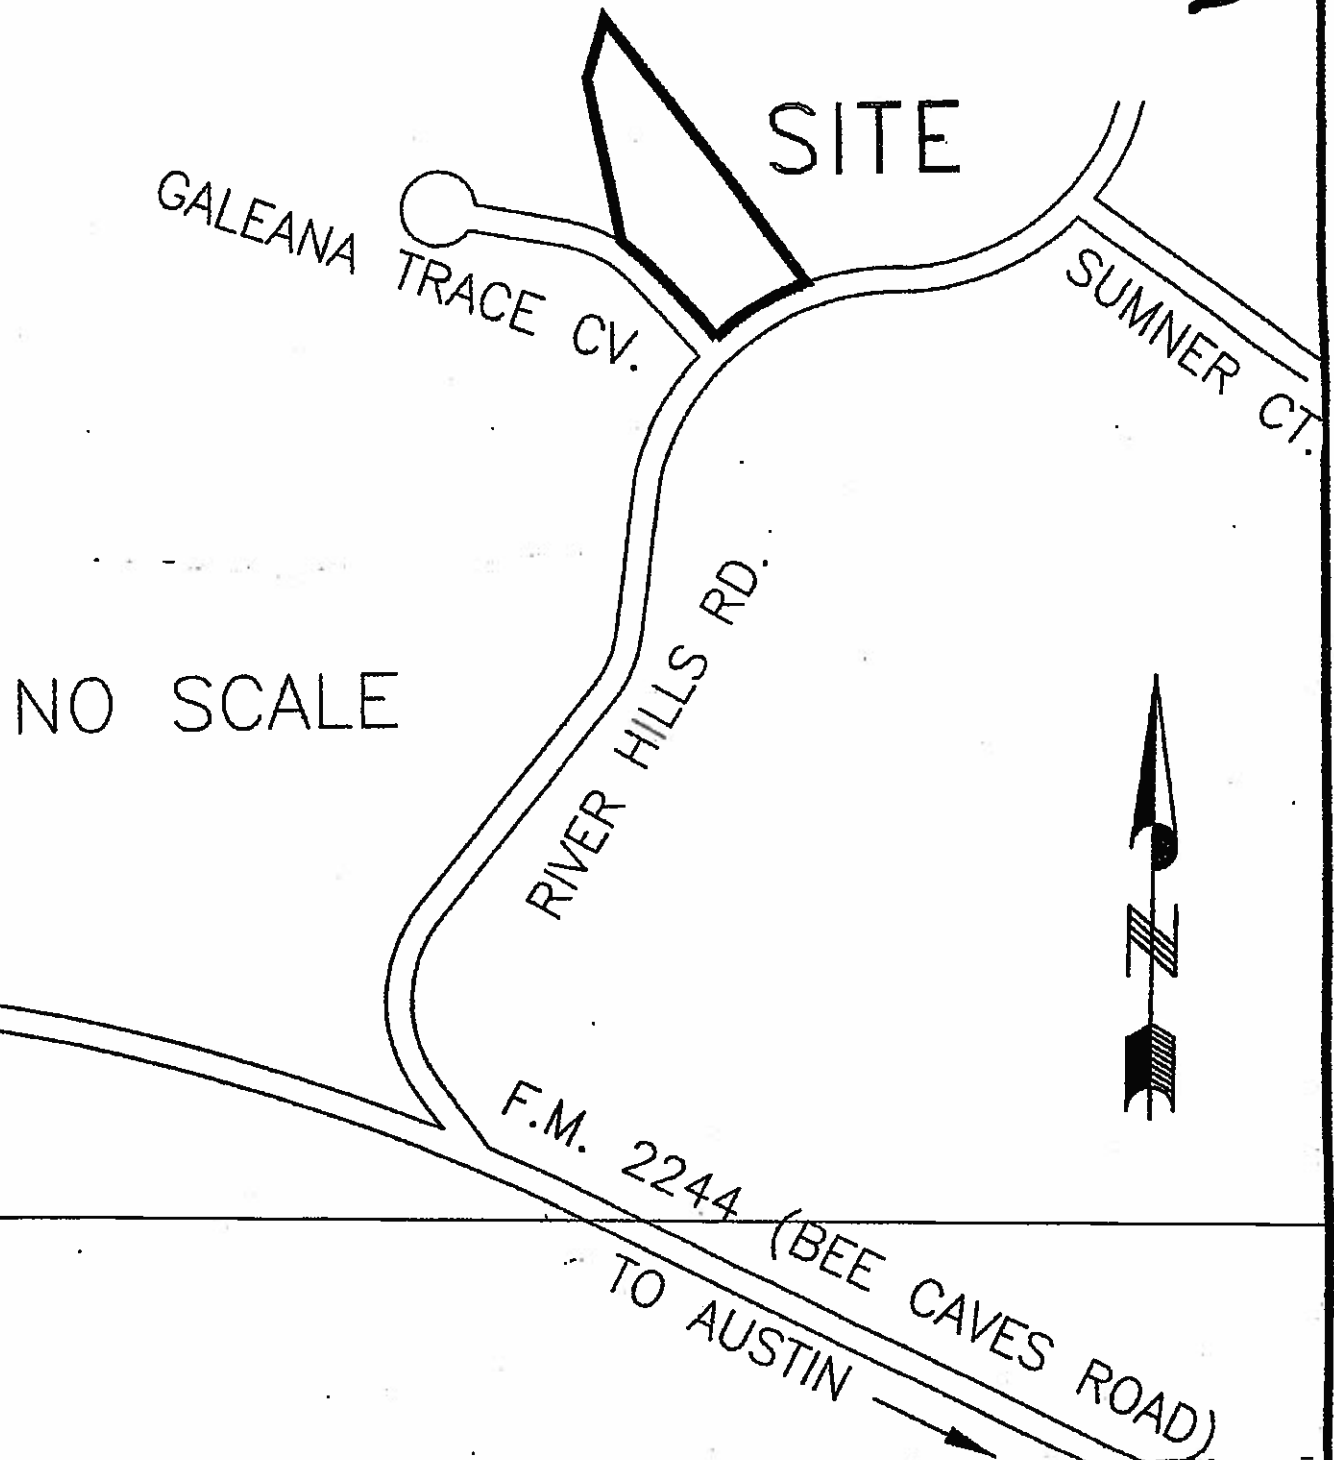 SITE
GALEANA TRACE CV.
SUMNER CT.
RIVER HILLS RD.
NO SCALE
N
F.M. 2244 (BEE CAVES ROAD)
TO AUSTIN